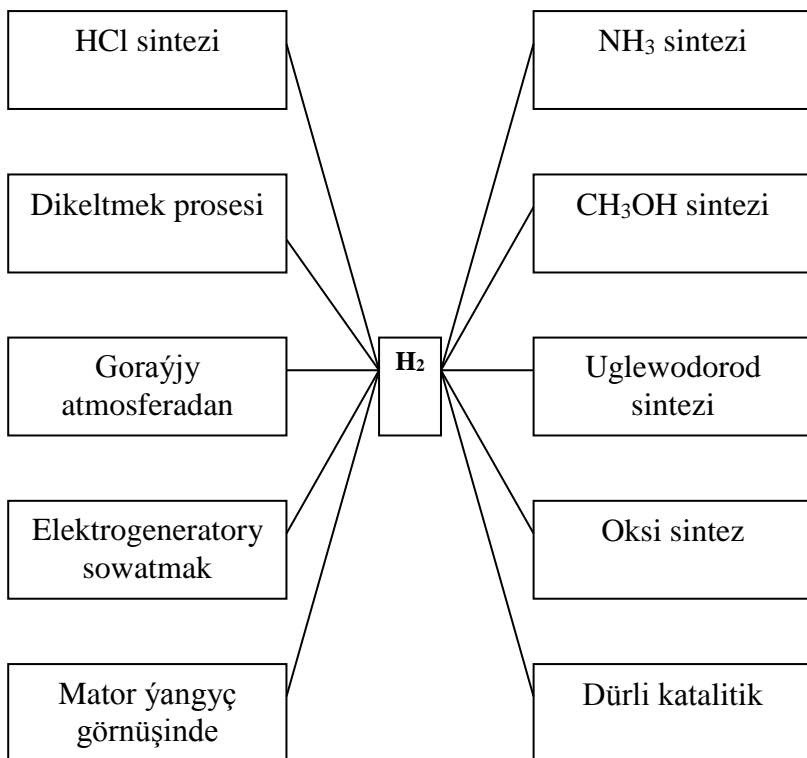 HCl sintezi
NH₃ sintezi
Dikeltmek prosesi
CH₃OH sintezi
Goraýjy
atmosferadan
H₂
Uglewodorod
sintezi
Elektrogeneratory
sowatmak
Oksi sintez
Mator ýangyç
görnüşinde
Dürli katalitik